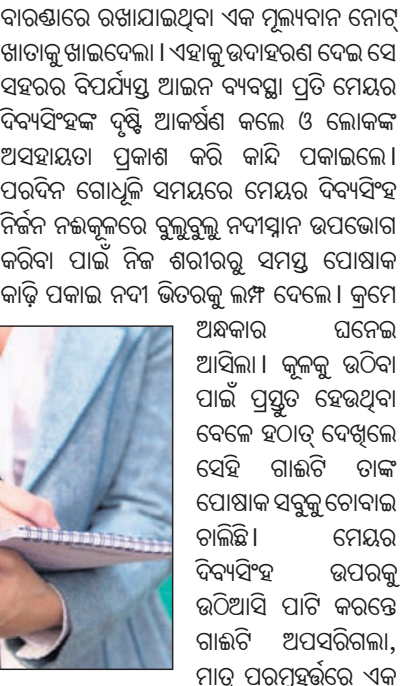 ବାରଣ୍ଡାରେ ରଖାଯାଇଥିବା ଏକ ମୂଲ୍ୟବାନ ନୋଟ୍
ଖାତାକୁ ଖାଇଦେଲା । ଏହାକୁ ଉଦାହରଣ ଦେଇ ସେ
ସହରର ବିପର୍ଯ୍ୟସ୍ତ ଆଇନ ବ୍ୟବସ୍ଥା ପ୍ରତି ମେୟର
ଦିବ୍ୟସିଂହଙ୍କ ଦୃଷ୍ଟି ଆକର୍ଷଣ କଲେ ଓ ଲୋକଙ୍କ
ଅସହାୟତା ପ୍ରକାଶ କରି କାନ୍ଦି ପକାଇଲେ।
ପରଦିନ ଗୋଧୂଳି ସମୟରେ ମେୟର ଦିବ୍ୟସିଂହ
ନିର୍ଜନ ନଈକୂଳରେ ବୁଲୁବୁଲୁ ନଦୀସ୍ନାନ ଉପଭୋଗ
କରିବା ପାଇଁ ନିଜ ଶରୀରରୁ ସମସ୍ତ ପୋଷାକ
କାଢ଼ି ପକାଇ ନଦୀ ଭିତରକୁ ଲମ୍ଫ ଦେଲେ। କ୍ରମେ
ଅନ୍ଧକାର ଘନେଇ
ଆସିଲା। କୂଳକୁ ଉଠିବା
ପାଇଁ ପ୍ରସ୍ତୁତ ହେଉଥିବା
ବେଳେ ହଠାତ୍ ଦେଖିଲେ
ସେହି ଗାଈଟି ତାଙ୍କ
ପୋଷାକ ସବୁକୁ ଚୋବାଇ
ଚାଲିଛି। ମେୟର
ଦିବ୍ୟସିଂହ ଉପରକୁ
ଉଠିଆସି ପାଟି କରନ୍ତେ
ଗାଈଟି ଅପସରିଗଲା,
ମାତ୍ର ପରମୁହୂର୍ତ୍ତରେ ଏକ